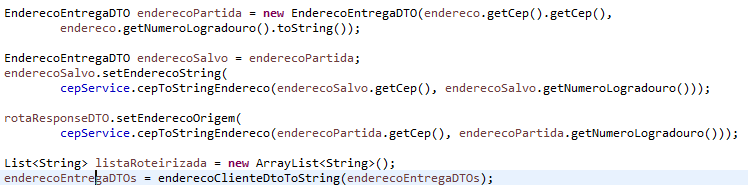 EnderecoEntregaDTO enderecoPartida = new EnderecoEntregaDTO(endereco.getCep().getCep(),
endereco.getNumeroLogradouro().toString());
EnderecoEntregaDTO enderecoSalvo = enderecoPartida;
enderecoSalvo.setEnderecoString(
cepService.cepToStringEndereco(enderecoSalvo.getCep(), enderecoSalvo.getNumeroLogradouro()));
rotaResponseDTO.setEnderecoOrigem(
cepService.cepToStringEndereco(enderecoPartida.getCep(), enderecoPartida.getNumeroLogradouro()));
List<String> listaRoteirizada = new ArrayList<String>();
enderecoEntregaDTOs = enderecoClienteDtoToString(enderecoEntregaDTOs);